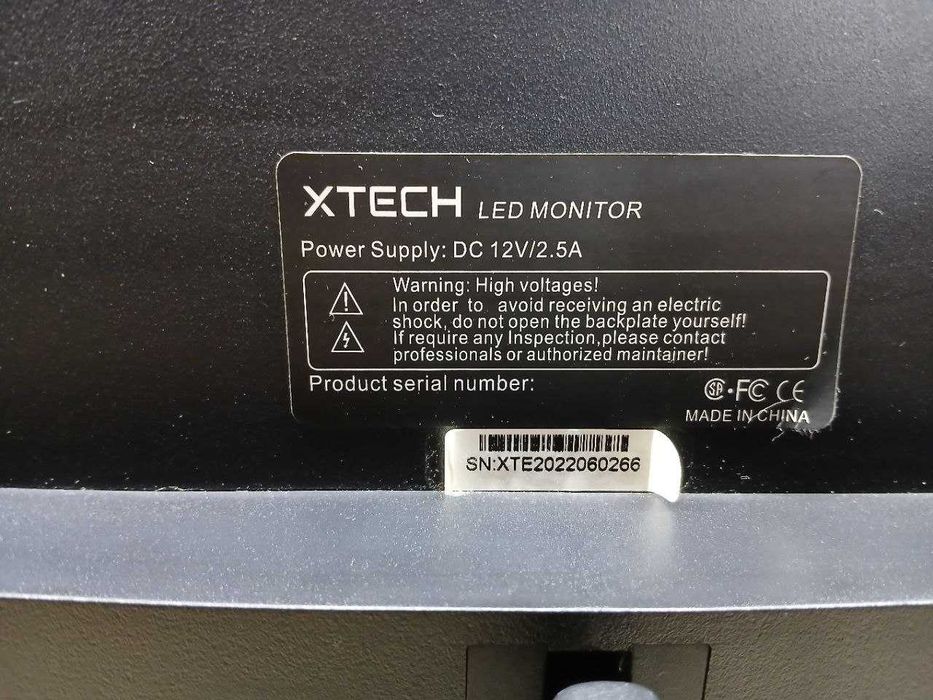 XTECH LED MONITOR
Power Supply: DC 12V/2.5A
Warning: High voltages!
In order to avoid receiving an electric
shock, do not open the backplate yourself!
If require any Inspection,please contact
professionals or authorized maintainer!
Product serial number:
SA FC CE
MADE IN CHINA
SN:XTE2022060266